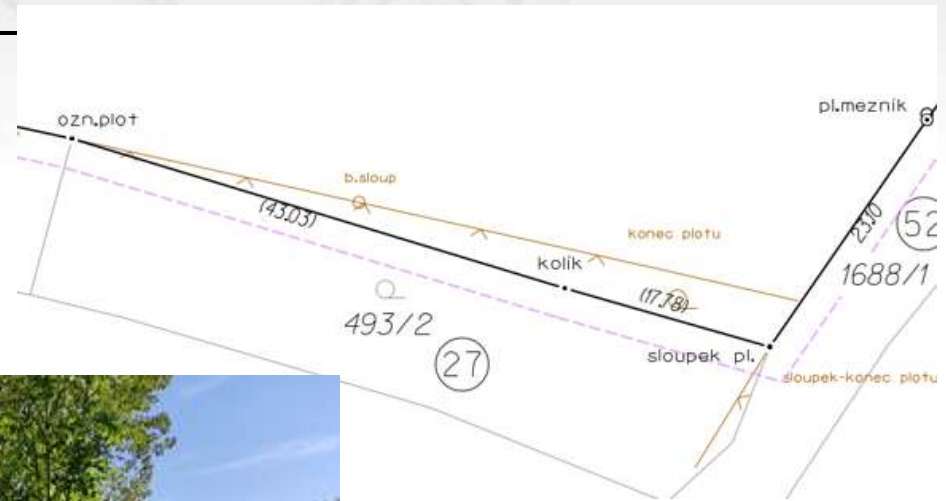 pl.mezník
ozn.plot
b.sloup
(43.03)
23.10
52
konec plotu
kolík
1688/1
(17.78)
493/2
sloupek pl.
27
sloupek-konec plotu